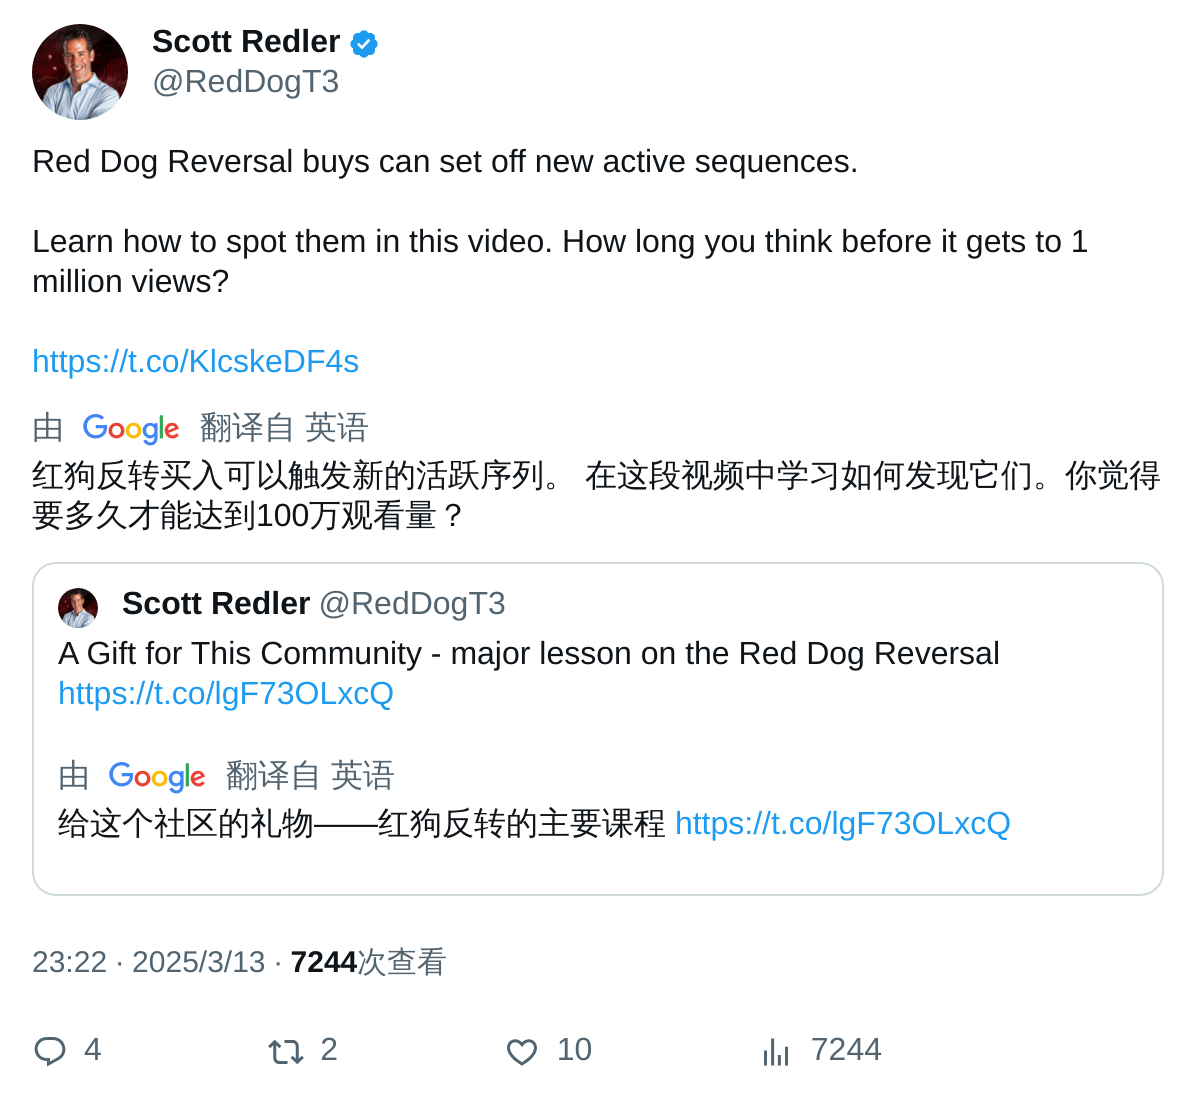 Scott Redler
@RedDogT3
Red Dog Reversal buys can set off new active sequences.
Learn how to spot them in this video. How long you think before it gets to 1
million views?
https://t.co/KlcskeDF4s
由 Google 翻译自 英语
红狗反转买入可以触发新的活跃序列。 在这段视频中学习如何发现它们。你觉得
要多久才能达到100万观看量？
Scott Redler @RedDogT3
A Gift for This Community - major lesson on the Red Dog Reversal
https://t.co/lgF73OLxcQ
由 Google 翻译自 英语
给这个社区的礼物——红狗反转的主要课程 https://t.co/lgF73OLxcQ
23:22 · 2025/3/13 · 7244次查看
4 2 10 7244